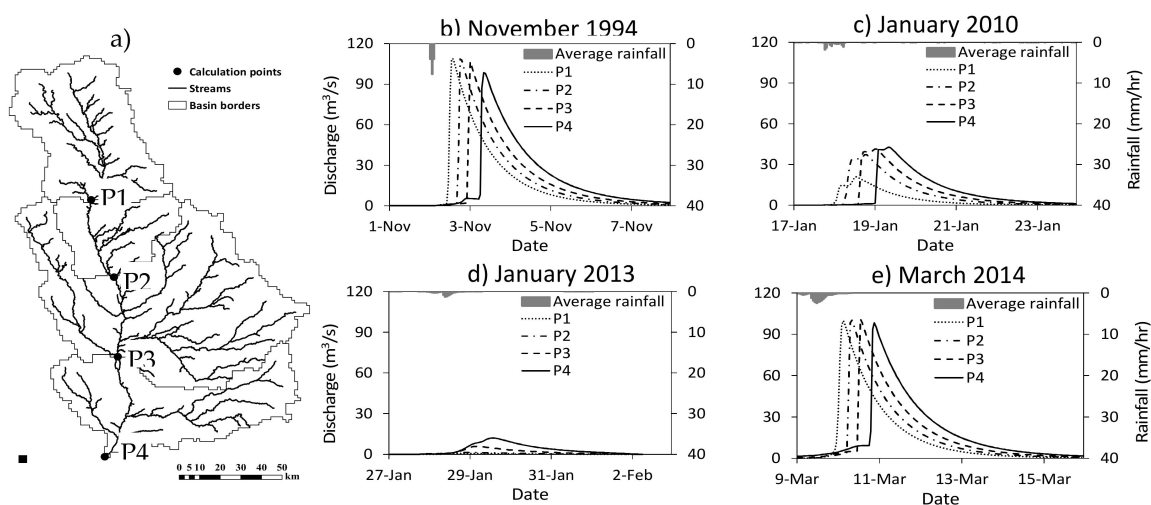 a)
Calculation points
Streams
Basin borders
P1
P2
P3
P4
0 5 10 20 30 40 50
km
b) November 1994
120
90
60
30
0
0
10
20
30
40
Discharge (m³/s)
Average rainfall
P1
P2
P3
P4
1-Nov 3-Nov 5-Nov 7-Nov
Date
c) January 2010
120
90
60
30
0
0
10
20
30
40
Rainfall (mm/hr)
Average rainfall
P1
P2
P3
P4
17-Jan 19-Jan 21-Jan 23-Jan
Date
d) January 2013
120
90
60
30
0
0
10
20
30
40
Discharge (m³/s)
Average rainfall
P1
P2
P3
P4
27-Jan 29-Jan 31-Jan 2-Feb
Date
e) March 2014
120
90
60
30
0
0
10
20
30
40
Rainfall (mm/hr)
Average rainfall
P1
P2
P3
P4
9-Mar 11-Mar 13-Mar 15-Mar
Date